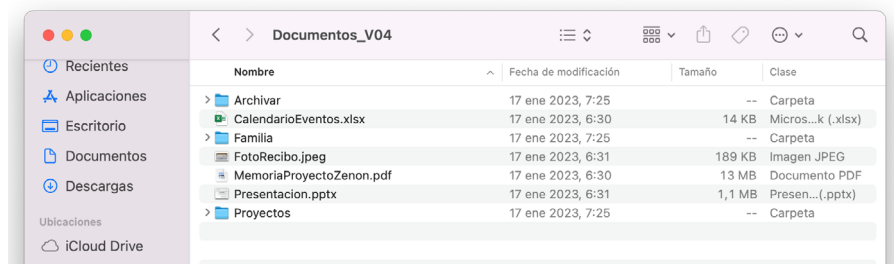 Documentos_V04
Recientes
Aplicaciones
Escritorio
Documentos
Descargas
Ubicaciones
iCloud Drive
Nombre Fecha de modificación Tamaño Clase
Archivar 17 ene 2023, 7:25 -- Carpeta
CalendarioEventos.xlsx 17 ene 2023, 6:30 14 KB Micros...k (.xlsx)
Familia 17 ene 2023, 7:25 -- Carpeta
FotoRecibo.jpeg 17 ene 2023, 6:31 189 KB Imagen JPEG
MemoriaProyectoZenon.pdf 17 ene 2023, 6:30 13 MB Documento PDF
Presentacion.pptx 17 ene 2023, 6:31 1,1 MB Presen...(.pptx)
Proyectos 17 ene 2023, 7:25 -- Carpeta